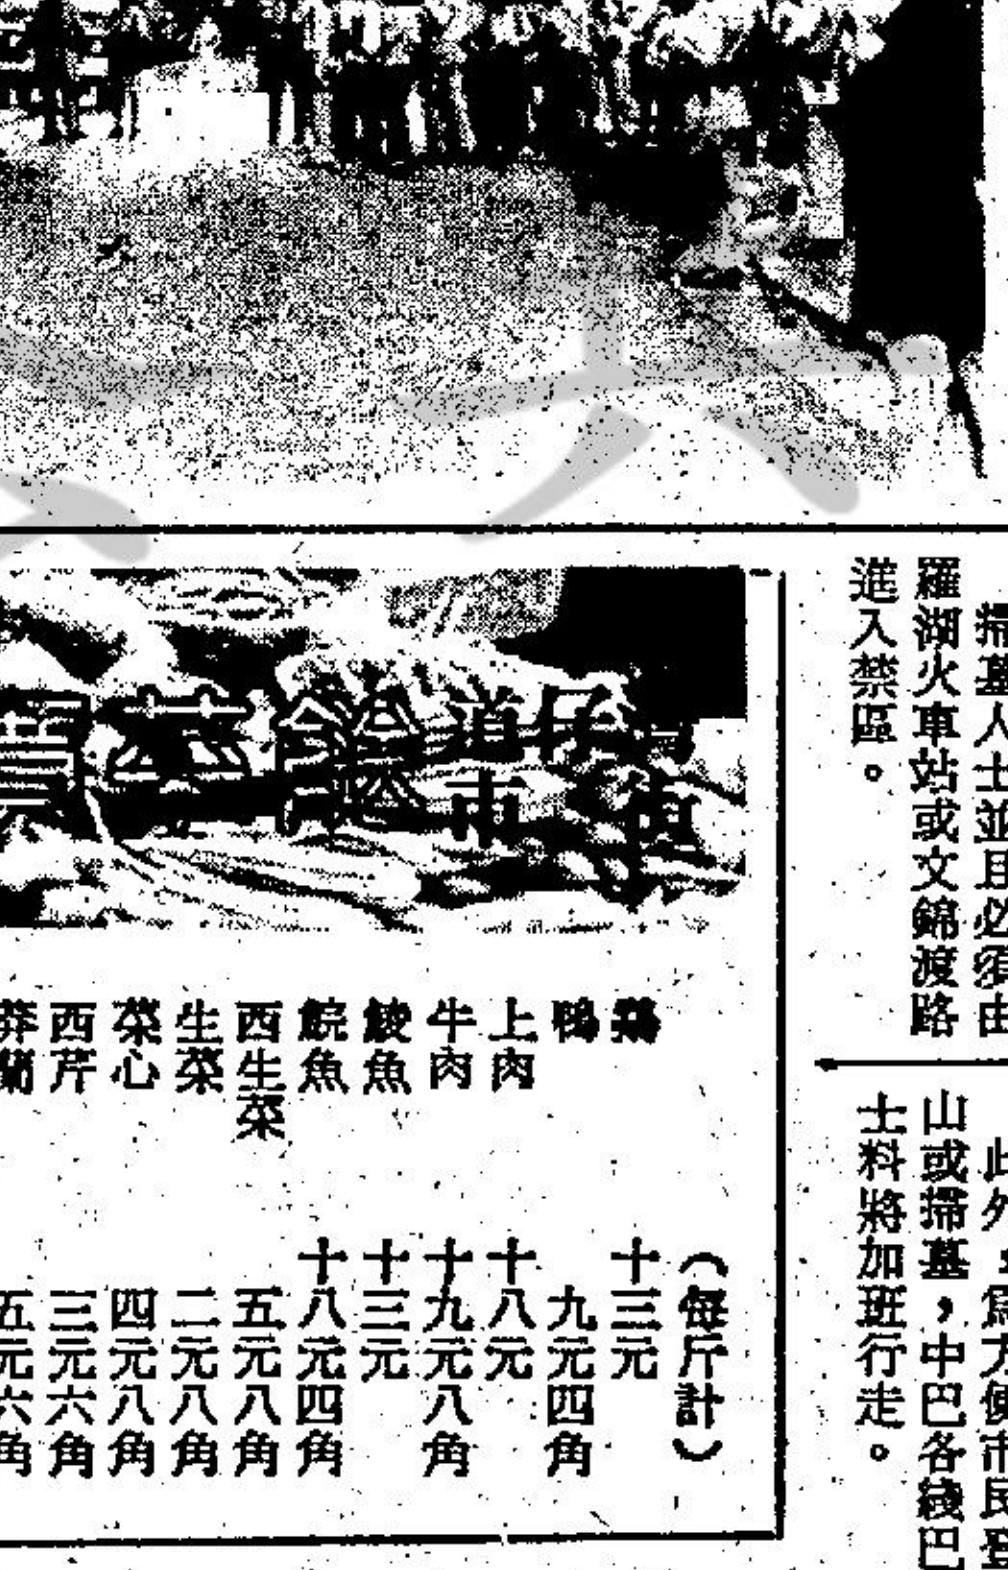 掃墓人士並且必須由
羅湖火車站或文錦渡路
進入禁區。
此外，為方便市民登
山或掃墓，中巴各綫巴
士料將加班行走。
（每斤計）
鷄 十三元
鴨 九元四角
上肉 十八元
牛肉 十九元八角
鯪魚 十三元
鯇魚 十八元四角
西生菜 五元八角
生菜 二元八角
菜心 四元八角
西芹 三元六角
芥蘭 五元六角